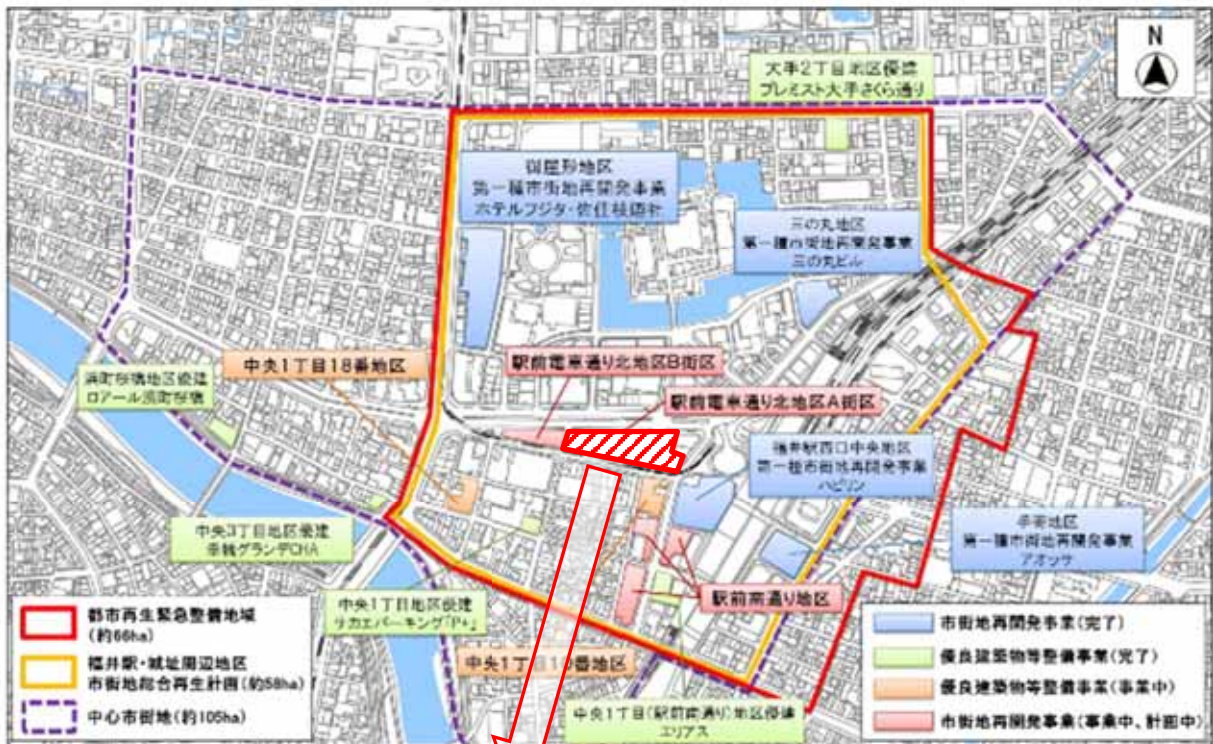 N
大手2丁目地区優建
プレミスト大手さくら通り
御屋形地区
第一種市街地再開発事業
ホテルフジタ・佐佳枝廼社
三の丸地区
第一種市街地再開発事業
三の丸ビル
中央1丁目18番地区
駅前電車通り北地区B街区
駅前電車通り北地区A街区
浜町桜橋地区優建
ロアール浜町桜橋
福井駅西口中央地区
第一種市街地再開発事業
ハピリン
中央3丁目地区優建
幸橋グランデCHA
手寄地区
第一種市街地再開発事業
アオッサ
中央1丁目地区優建
サカエパーキング「P+」
駅前南通り地区
中央1丁目10番地区
中央1丁目(駅前南通り)地区優建
エリアス
都市再生緊急整備地域
(約66ha)
福井駅・城址周辺地区
市街地総合再生計画(約58ha)
中心市街地(約105ha)
市街地再開発事業(完了)
優良建築物等整備事業(完了)
優良建築物等整備事業(事業中)
市街地再開発事業(事業中、計画中)